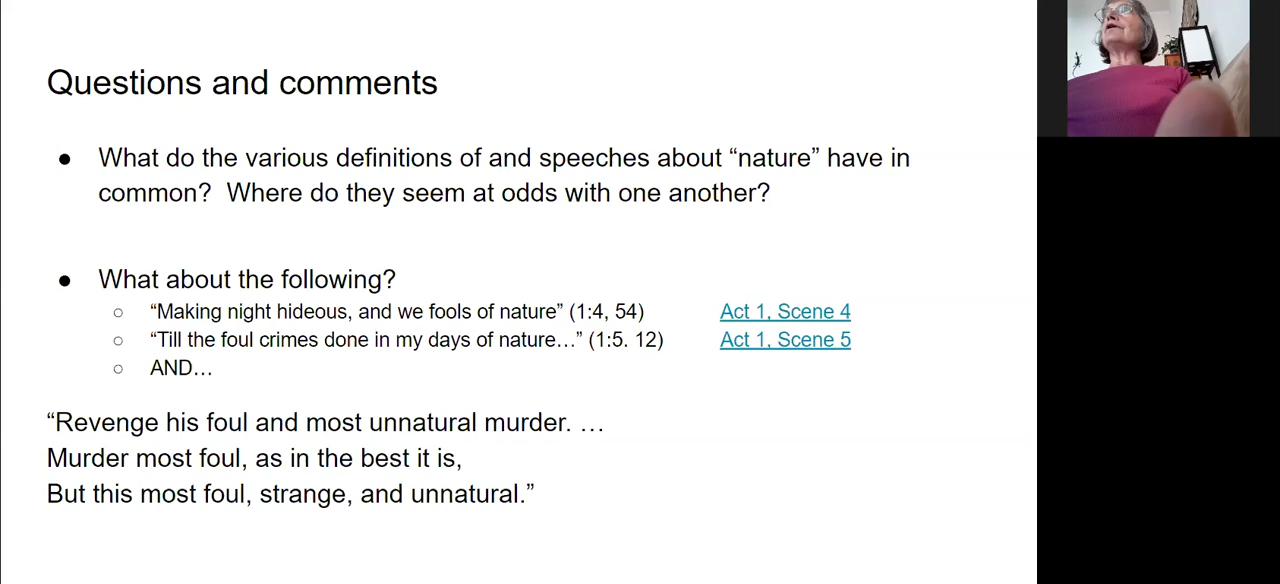 Questions and comments
● What do the various definitions of and speeches about “nature” have in
common?  Where do they seem at odds with one another?
● What about the following?
○ “Making night hideous, and we fools of nature” (1:4, 54) Act 1, Scene 4
○ “Till the foul crimes done in my days of nature…” (1:5. 12) Act 1, Scene 5
○ AND…
“Revenge his foul and most unnatural murder. …
Murder most foul, as in the best it is,
But this most foul, strange, and unnatural.”